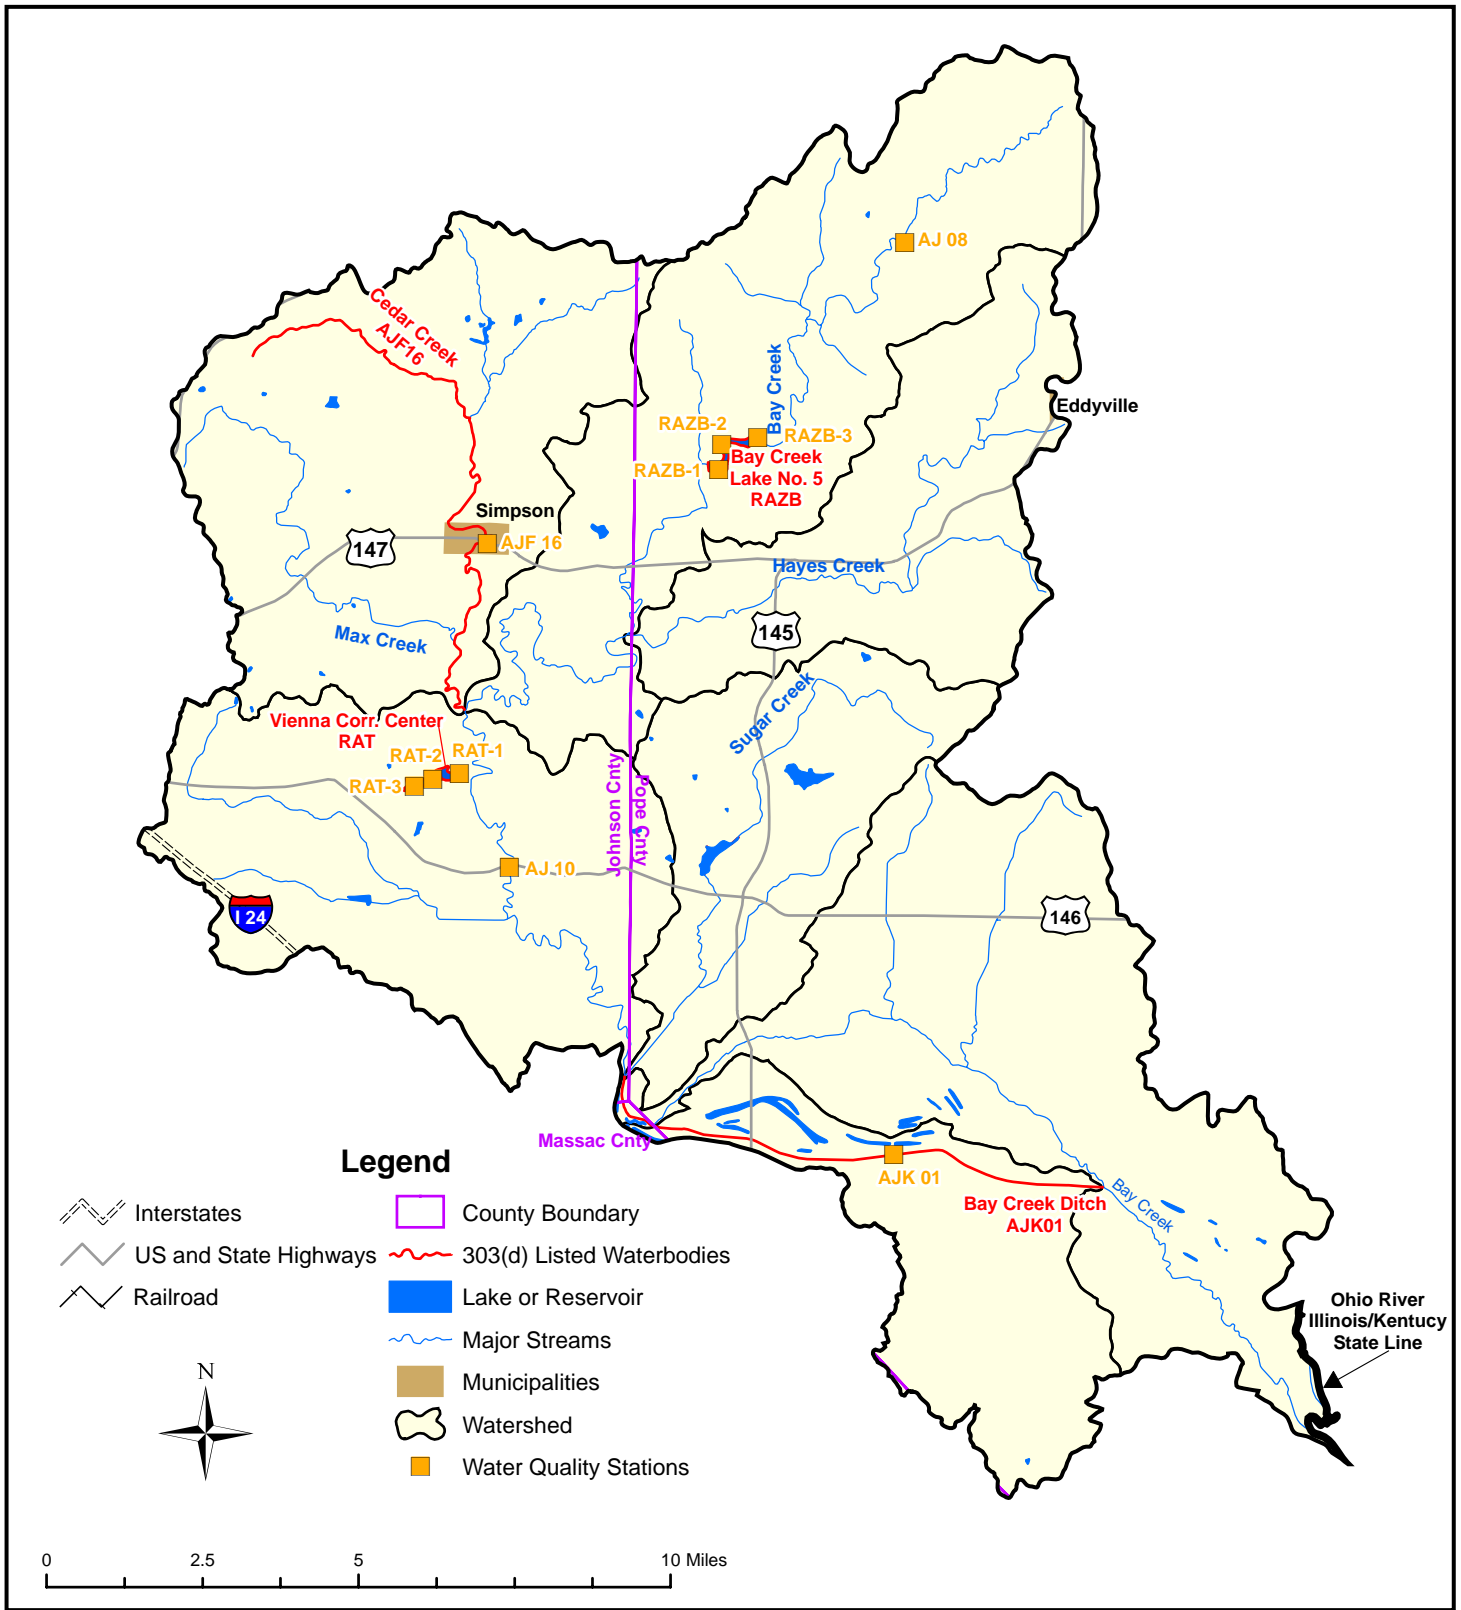 AJ 08
Cedar Creek
AJF16
Bay Creek
Eddyville
RAZB-2
RAZB-3
RAZB-1
Bay Creek
Lake No. 5
RAZB
Simpson
AJF 16
147
Hayes Creek
145
Max Creek
Sugar Creek
Vienna Corr. Center
RAT
RAT-2
RAT-1
RAT-3
Johnson Cnty
Pope Cnty
AJ 10
I 24
146
Massac Cnty
AJK 01
Bay Creek Ditch
AJK01
Bay Creek
Ohio River
Illinois/Kentucy
State Line
Legend
Interstates
US and State Highways
Railroad
County Boundary
303(d) Listed Waterbodies
Lake or Reservoir
Major Streams
Municipalities
Watershed
Water Quality Stations
N
0 2.5 5 10 Miles